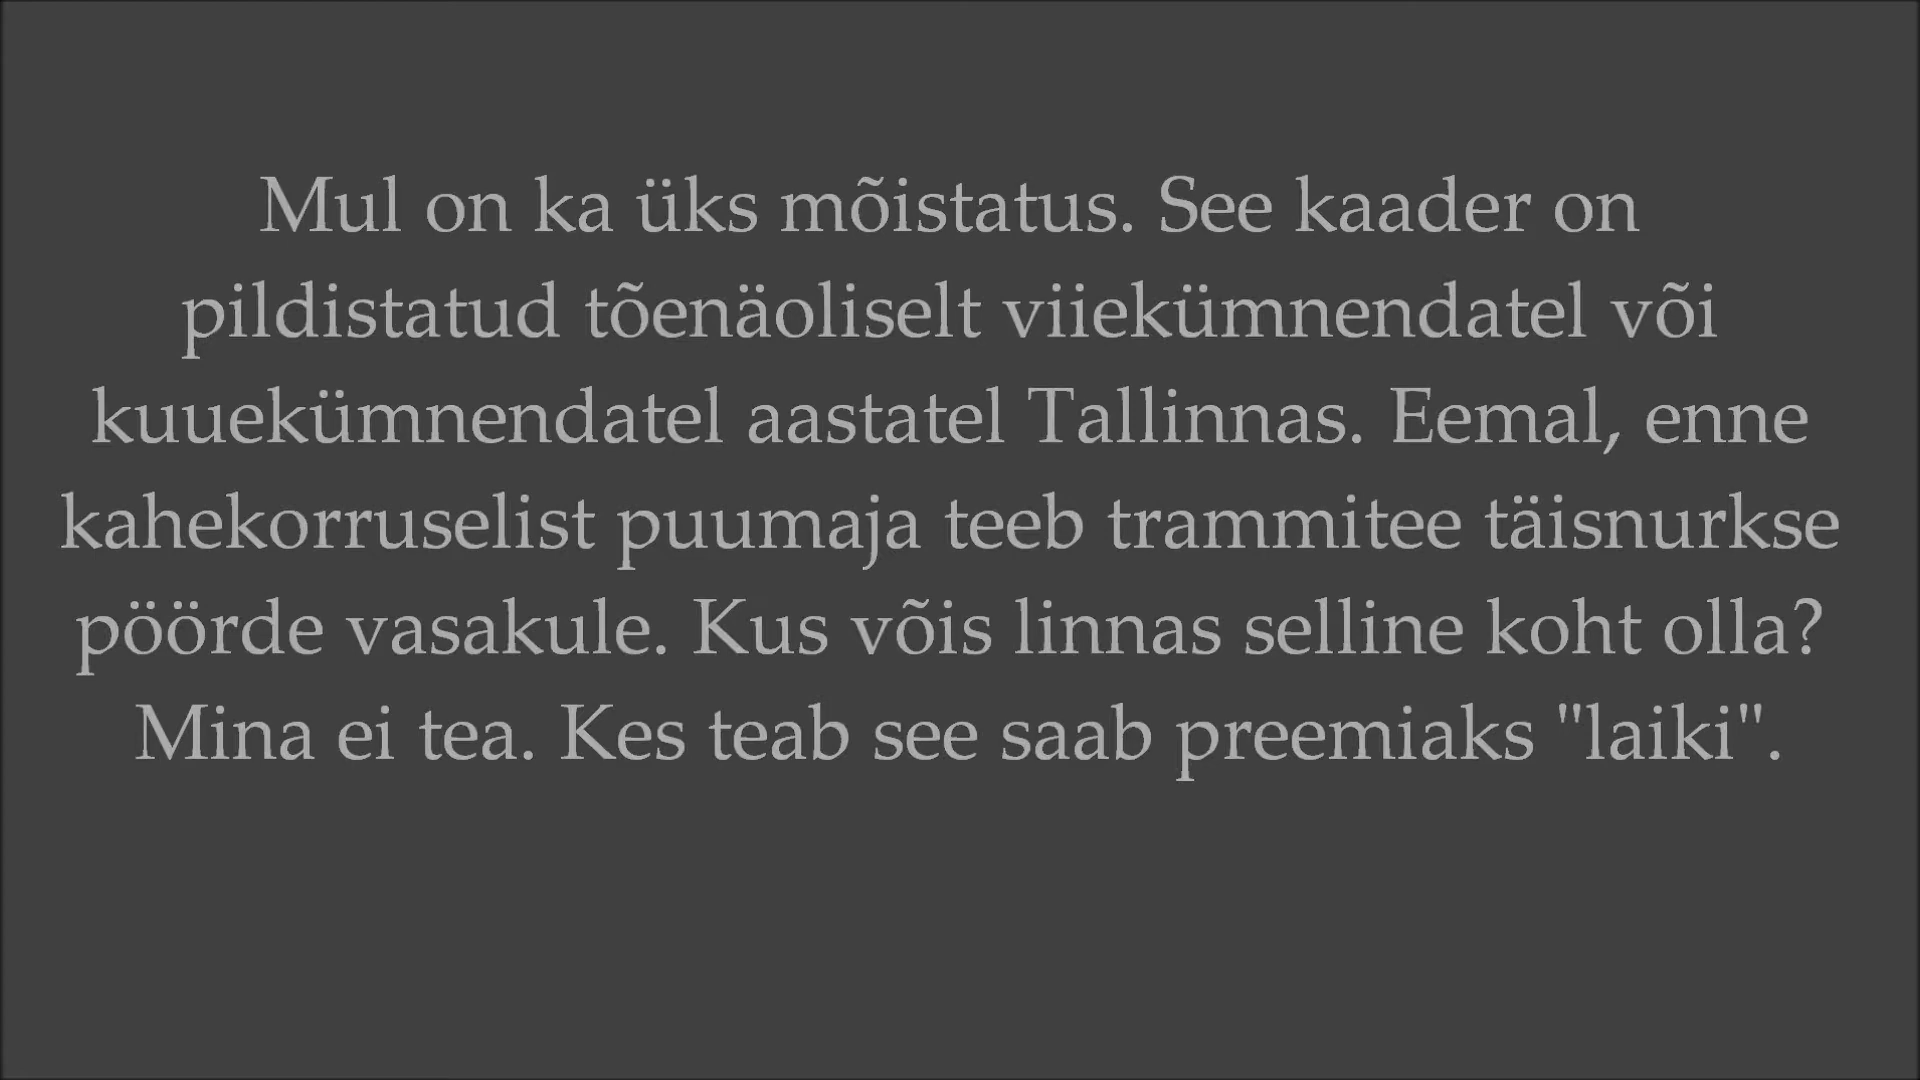 Mul on ka üks mõistatus. See kaader on
pildistatud tõenäoliselt viiekümnendatel või
kuuekümnendatel aastatel Tallinnas. Eemal, enne
kahekorruselist puumaja teeb trammitee täisnurkse
pöörde vasakule. Kus võis linnas selline koht olla?
Mina ei tea. Kes teab see saab preemiaks "laiki".